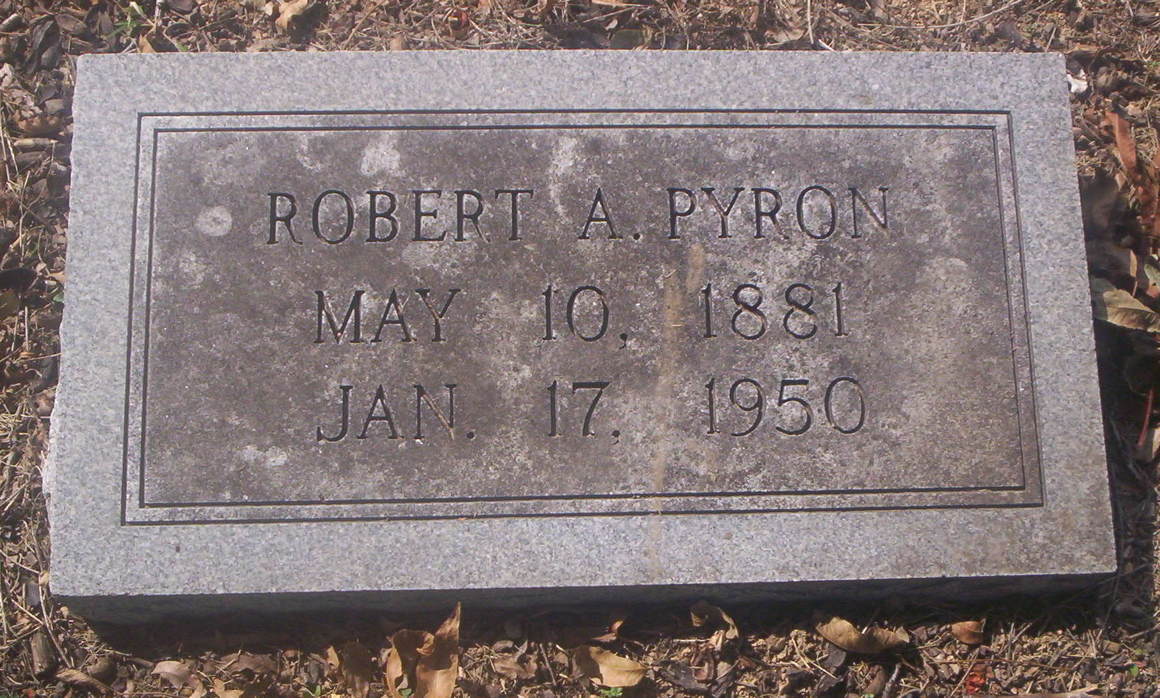 ROBERT A. PYRON
MAY 10, 1881
JAN. 17, 1950